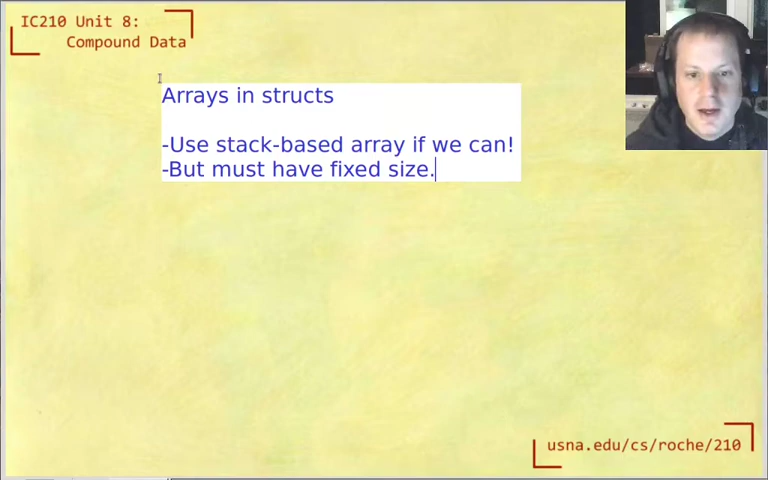 IC210 Unit 8:
Compound Data
Arrays in structs
-Use stack-based array if we can!
-But must have fixed size.
usna.edu/cs/roche/210